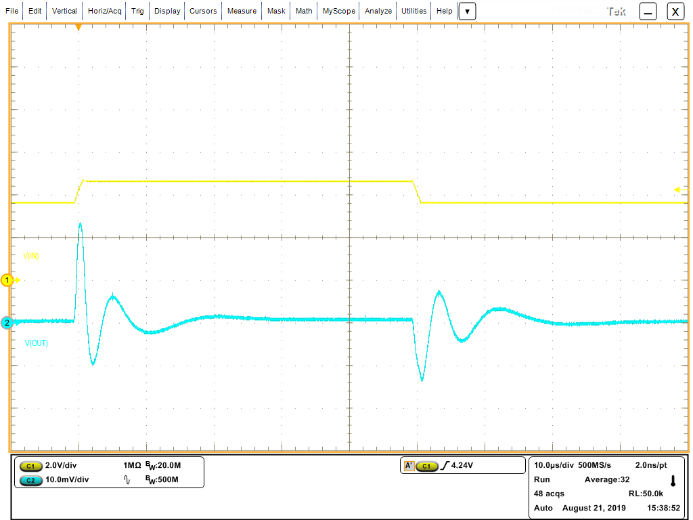 File Edit Vertical Horiz/Acq Trig Display Cursors Measure Mask Math MyScope Analyze Utilities Help Tek X
1
2
V(OUT)
C1 2.0V/div 1MΩ BW:20.0M
C2 10.0mV/div BW:500M
A' C1 4.24V
10.0µs/div 500MS/s 2.0ns/pt
Run Average:32
48 acqs RL:50.0k
Auto August 21, 2019 15:38:52